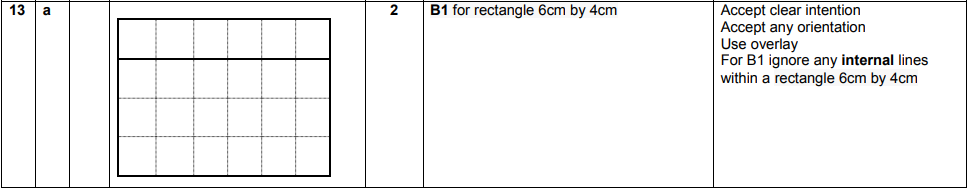 13 a 2 B1 for rectangle 6cm by 4cm Accept clear intention
Accept any orientation
Use overlay
For B1 ignore any internal lines
within a rectangle 6cm by 4cm